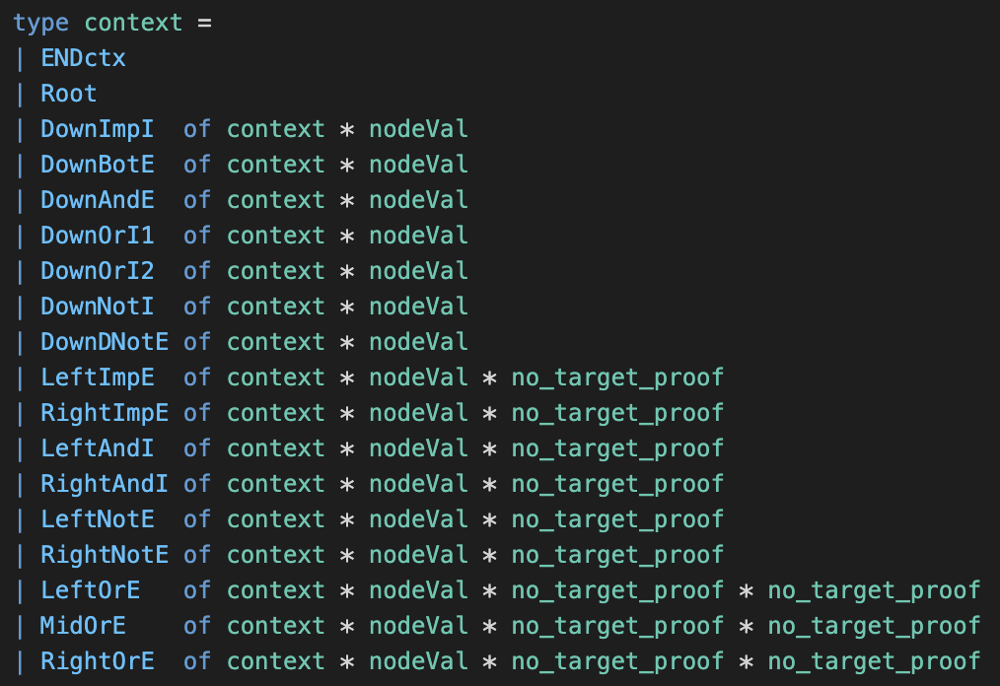 type context =
| ENDctx
| Root
| DownImpI  of context * nodeVal
| DownBotE  of context * nodeVal
| DownAndE  of context * nodeVal
| DownOrI1  of context * nodeVal
| DownOrI2  of context * nodeVal
| DownNotI  of context * nodeVal
| DownDNotE of context * nodeVal
| LeftImpE  of context * nodeVal * no_target_proof
| RightImpE of context * nodeVal * no_target_proof
| LeftAndI  of context * nodeVal * no_target_proof
| RightAndI of context * nodeVal * no_target_proof
| LeftNotE  of context * nodeVal * no_target_proof
| RightNotE of context * nodeVal * no_target_proof
| LeftOrE   of context * nodeVal * no_target_proof * no_target_proof
| MidOrE    of context * nodeVal * no_target_proof * no_target_proof
| RightOrE  of context * nodeVal * no_target_proof * no_target_proof